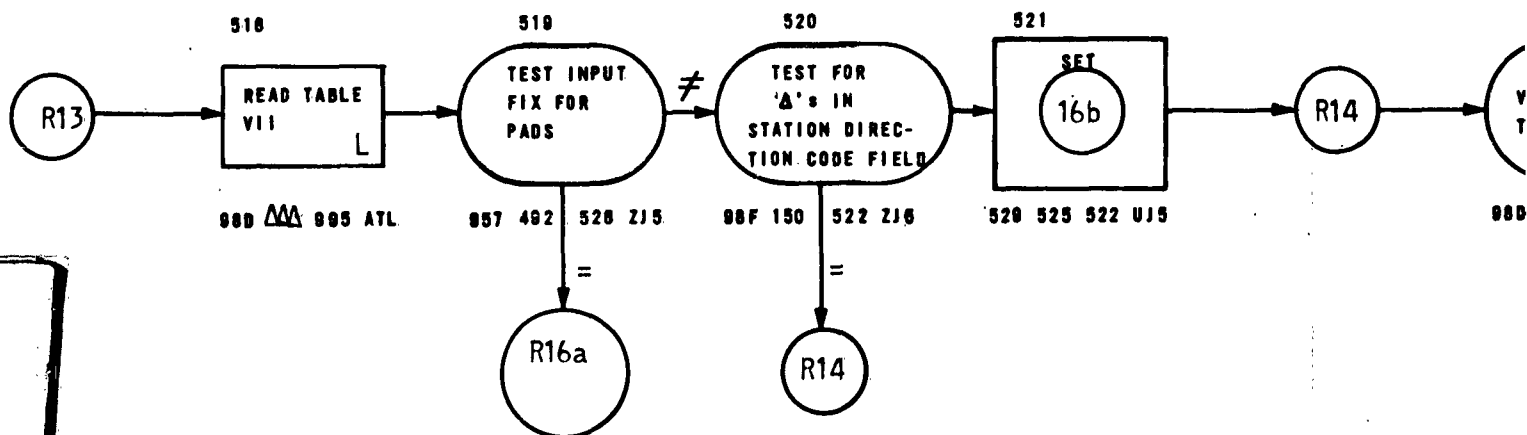 518
519
520
521
R13
READ TABLE
VII
L
TEST INPUT
FIX FOR
PADS
≠
TEST FOR
'Δ's IN
STATION DIREC-
TION CODE FIELD
SET
16b
R14
V
T
98D ΔΔΔ 995 ATL
957 492 526 ZJ5
98F 150 522 ZJ6
529 525 522 UJ5
98D
=
=
R16a
R14